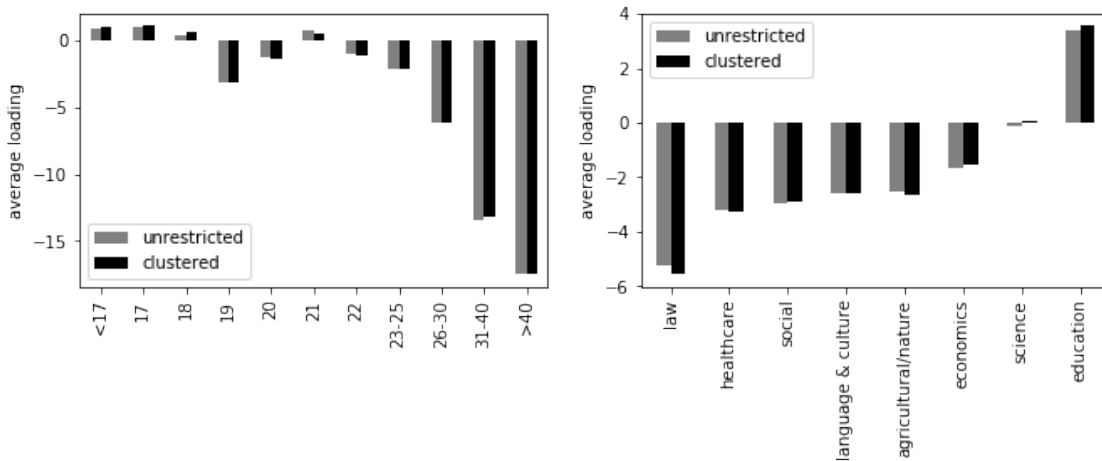 average loading
0
−5
−10
−15
unrestricted
clustered
<17
17
18
19
20
21
22
23-25
26-30
31-40
>40
average loading
4
2
0
−2
−4
−6
unrestricted
clustered
law
healthcare
social
language & culture
agricultural/nature
economics
science
education